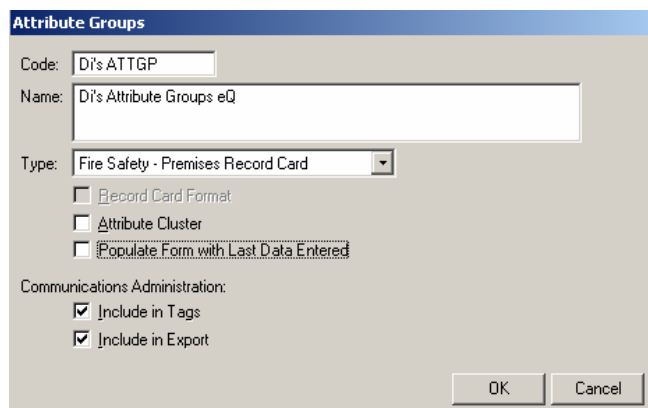 Attribute Groups
Code: Di's ATTGP
Name: Di's Attribute Groups eQ
Type: Fire Safety - Premises Record Card
Record Card Format
Attribute Cluster
Populate Form with Last Data Entered
Communications Administration:
Include in Tags
Include in Export
OK Cancel